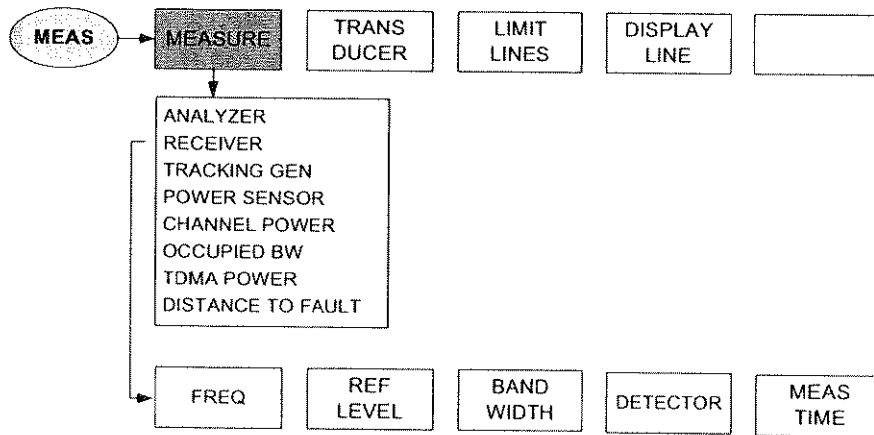 MEAS
MEASURE
TRANS
DUCER
LIMIT
LINES
DISPLAY
LINE
ANALYZER
RECEIVER
TRACKING GEN
POWER SENSOR
CHANNEL POWER
OCCUPIED BW
TDMA POWER
DISTANCE TO FAULT
FREQ
REF
LEVEL
BAND
WIDTH
DETECTOR
MEAS
TIME